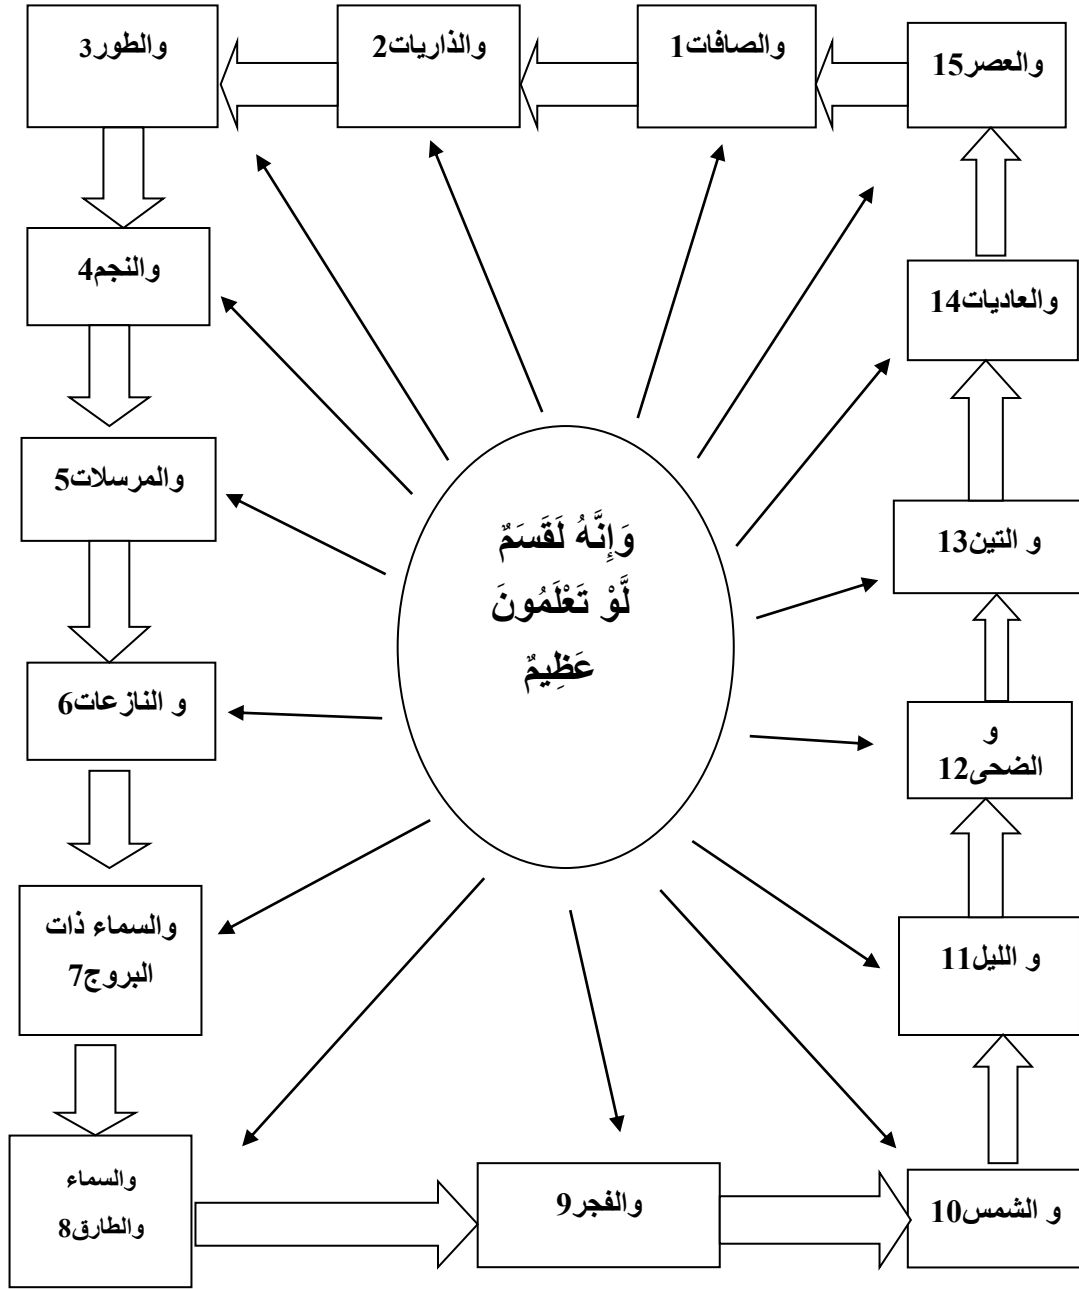 والصافات1
والذاريات2
والطور3
والنجم4
والمرسلات5
و النازعات6
والسماء ذات
البروج7
والسماء
والطارق8
والفجر9
و الشمس10
و الليل11
و
الضحى12
و التين13
والعاديات14
والعصر15
وَإِنَّهُ لَقَسَمٌ
لَّوْ تَعْلَمُونَ
عَظِيمٌ